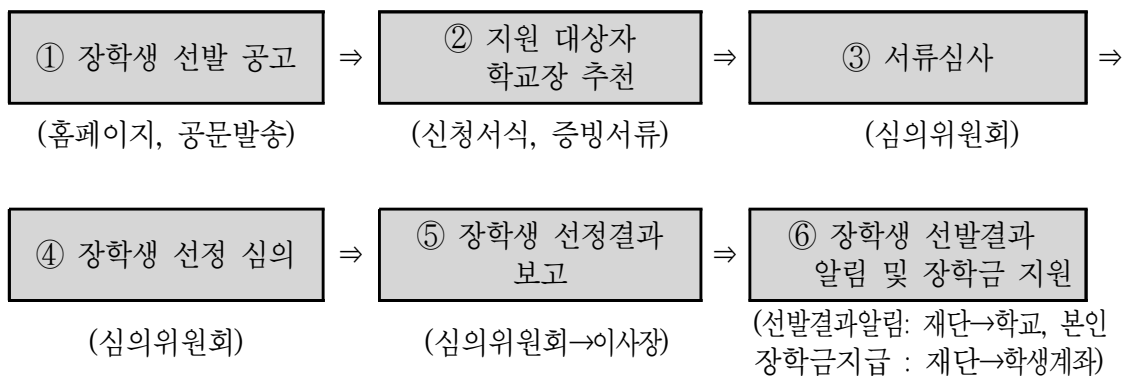 ① 장학생 선발 공고 ⇒ ② 지원 대상자 학교장 추천 ⇒ ③ 서류심사 ⇒
(홈페이지, 공문발송) (신청서식, 증빙서류) (심의위원회)
④ 장학생 선정 심의 ⇒ ⑤ 장학생 선정결과 보고 ⇒ ⑥ 장학생 선발결과 알림 및 장학금 지원
(심의위원회) (심의위원회→이사장) (선발결과알림: 재단→학교, 본인
장학금지급 : 재단→학생계좌)